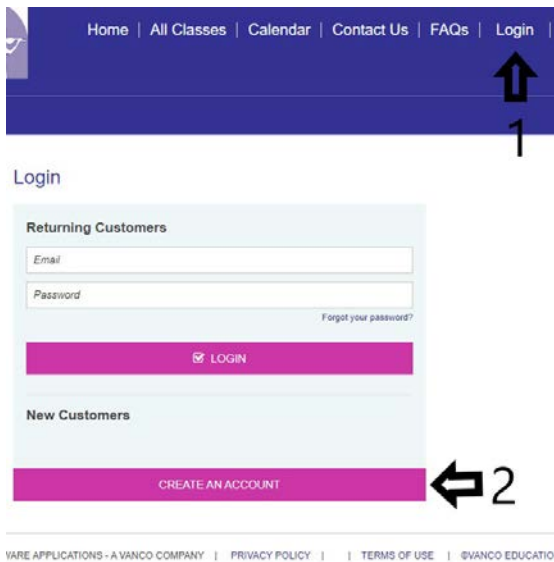 Home | All Classes | Calendar | Contact Us | FAQs | Login |
1
Login
Returning Customers
Email
Password
Forgot your password?
LOGIN
New Customers
CREATE AN ACCOUNT
2
VARE APPLICATIONS - A VANCO COMPANY | PRIVACY POLICY | | TERMS OF USE | ©VANCO EDUCATIO